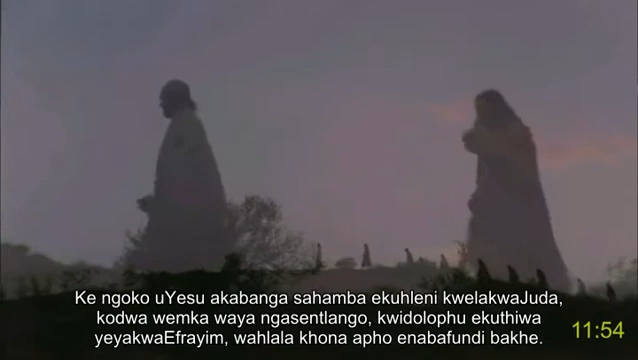 Ke ngoko uYesu akabanga sahamba ekuhleni kwelakwaJuda,
kodwa wemka waya ngasentlango, kwidolophu ekuthiwa
yeyakwaEfrayim, wahlala khona apho enabafundi bakhe.
11:54